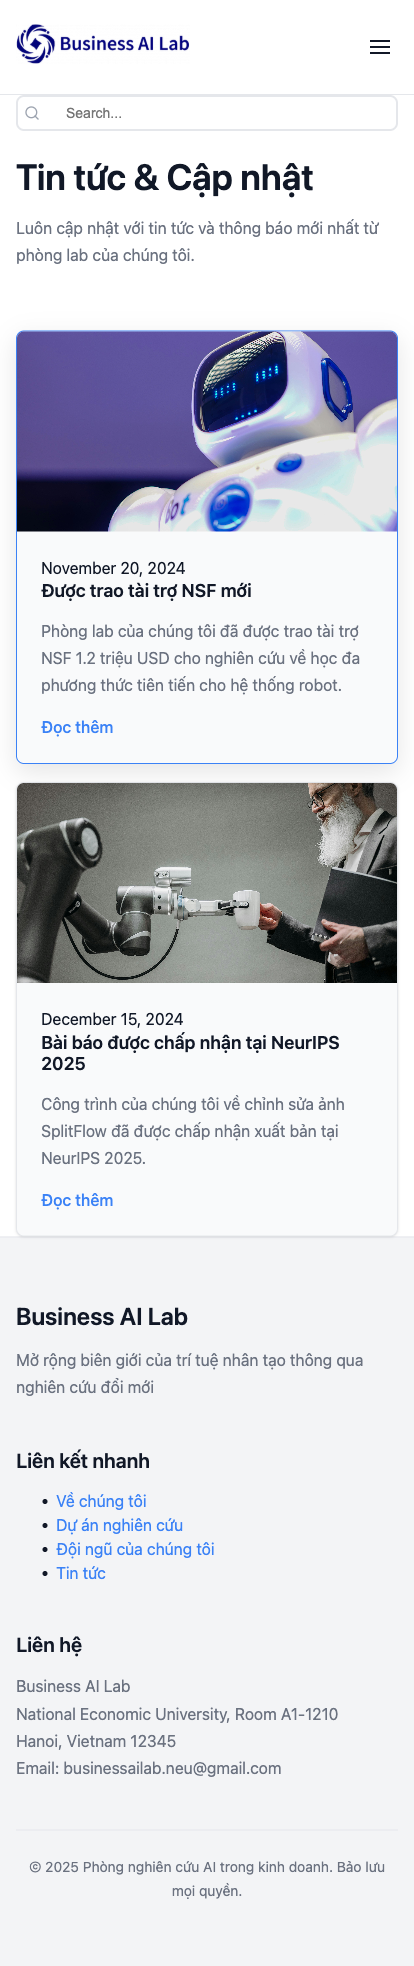 Business AI Lab
Search...
Tin tức & Cập nhật
Luôn cập nhật với tin tức và thông báo mới nhất từ
phòng lab của chúng tôi.
bot
November 20, 2024
Được trao tài trợ NSF mới
Phòng lab của chúng tôi đã được trao tài trợ
NSF 1.2 triệu USD cho nghiên cứu về học đa
phương thức tiên tiến cho hệ thống robot.
Đọc thêm
December 15, 2024
Bài báo được chấp nhận tại NeurIPS
2025
Công trình của chúng tôi về chỉnh sửa ảnh
SplitFlow đã được chấp nhận xuất bản tại
NeurIPS 2025.
Đọc thêm
Business AI Lab
Mở rộng biên giới của trí tuệ nhân tạo thông qua
nghiên cứu đổi mới
Liên kết nhanh
• Về chúng tôi
• Dự án nghiên cứu
• Đội ngũ của chúng tôi
• Tin tức
Liên hệ
Business AI Lab
National Economic University, Room A1-1210
Hanoi, Vietnam 12345
Email: businessailab.neu@gmail.com
© 2025 Phòng nghiên cứu AI trong kinh doanh. Bảo lưu
mọi quyền.